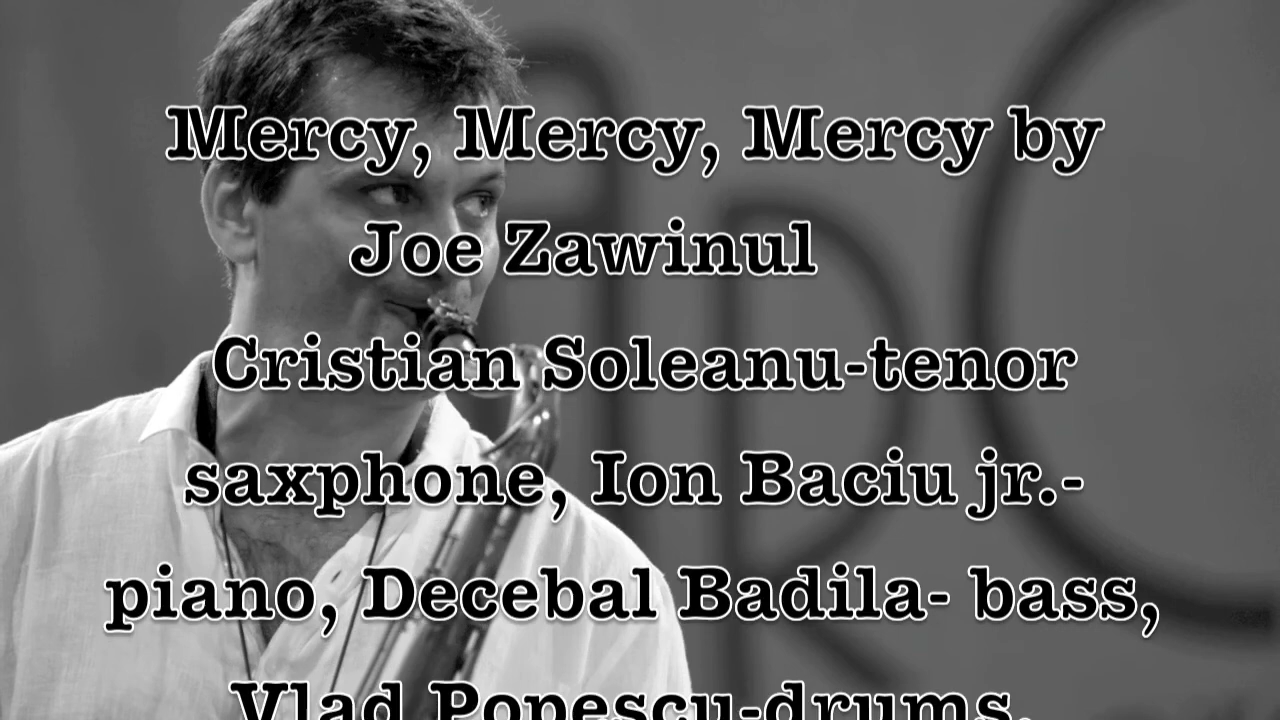 Mercy, Mercy, Mercy by
Joe Zawinul
Cristian Soleanu-tenor
saxphone, Ion Baciu jr.-
piano, Decebal Badila- bass,
Vlad Popescu-drums.